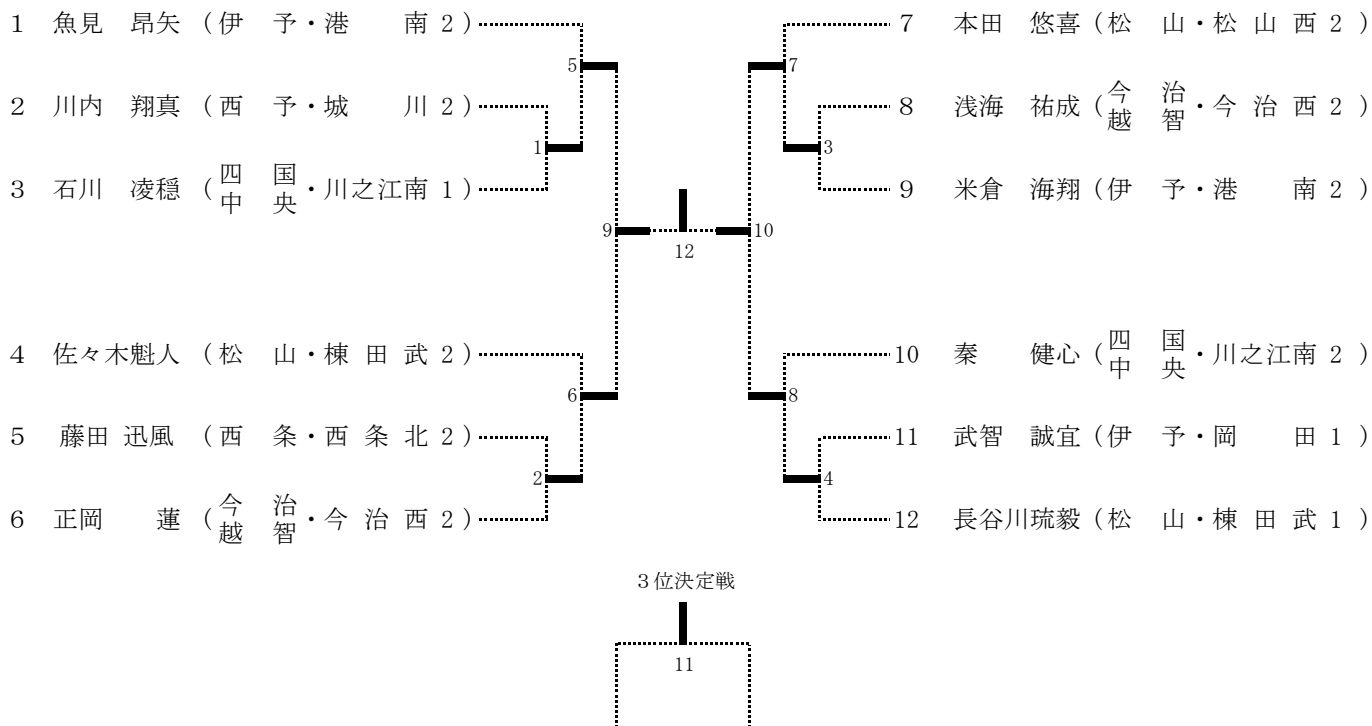 1 魚見 昂矢 (伊 予・港 南 2) 7 本田 悠喜 (松 山・松 山 西 2)
5 7
2 川内 翔真 (西 予・城 川 2) 8 浅海 祐成 (今 治 越 智・今 治 西 2)
1 3
3 石川 凌穏 (四 国 中 央・川之江南 1) 9 米倉 海翔 (伊 予・港 南 2)
9 10
12
4 佐々木魁人 (松 山・棟 田 武 2) 10 秦 健心 (四 国 中 央・川之江南 2)
6 8
5 藤田 迅風 (西 条・西 条 北 2) 11 武智 誠宜 (伊 予・岡 田 1)
2 4
6 正岡 蓮 (今 治 越 智・今 治 西 2) 12 長谷川琉毅 (松 山・棟 田 武 1)
3位決定戦
11